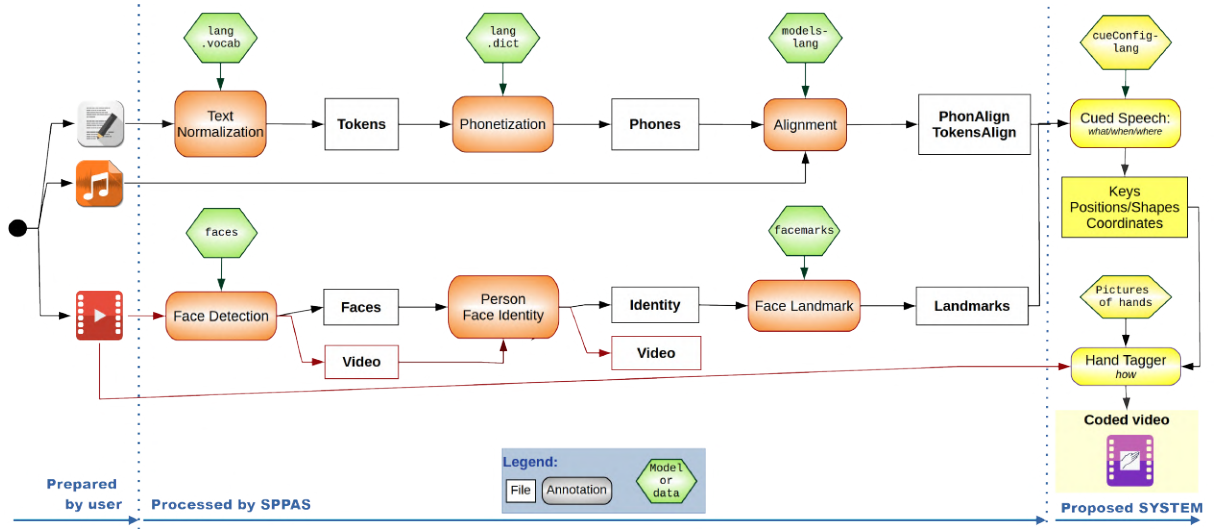 lang
.vocab
lang
.dict
models-
lang
cueConfig-
lang
Text
Normalization
Tokens
Phonetization
Phones
Alignment
PhonAlign
TokensAlign
Cued Speech:
what/when/where
Keys
Positions/Shapes
Coordinates
faces
facemarks
Face Detection
Faces
Video
Person
Face Identity
Identity
Video
Face Landmark
Landmarks
Pictures
of hands
Hand Tagger
how
Coded video
Legend:
File
Annotation
Model
or
data
Prepared
by user
Processed by SPPAS
Proposed SYSTEM